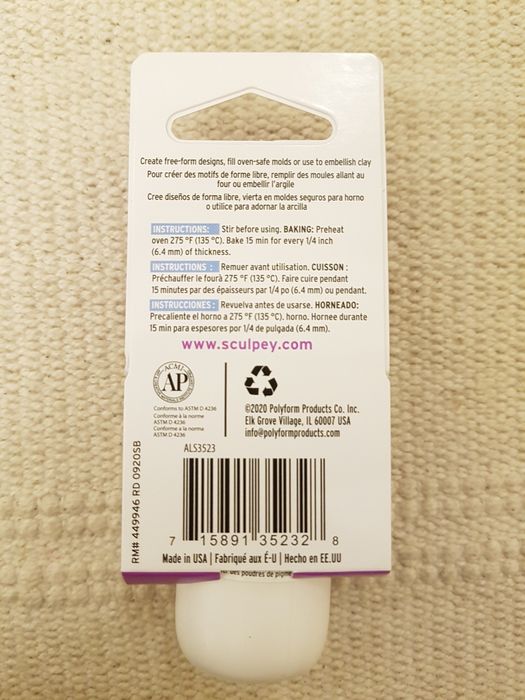 Create free-form designs, fill oven-safe molds or use to embellish clay
Pour créer des motifs de forme libre, remplir des moules allant au
four ou embellir l'argile
Cree diseños de forma libre, vierta en moldes seguros para horno
o utilice para adornar la arcilla
INSTRUCTIONS: Stir before using. BAKING: Preheat
oven 275 °F (135 °C). Bake 15 min for every 1/4 inch
(6.4 mm) of thickness.
INSTRUCTIONS : Remuer avant utilisation. CUISSON :
Préchauffer le four à 275 °F (135 °C). Faire cuire pendant
15 minutes par des épaisseurs par 1/4 po (6.4 mm) ou pendant.
INSTRUCCIONES: Revuelva antes de usarse. HORNEADO:
Precaliente el horno a 275 °F (135 °C). horno. Hornee durante
15 min para espesores por 1/4 de pulgada (6.4 mm).
www.sculpey.com
ACMI
AP
Conforms to ASTM D 4236
Conforme à la norme
ASTM D 4236
Conforme a la norma
ASTM D 4236
©2020 Polyform Products Co. Inc.
Elk Grove Village, IL 60007 USA
info@polyformproducts.com
ALS3523
7 15891 35232 8
Made in USA | Fabriqué aux É-U | Hecho en EE.UU
RM# 449946 RD 0920SB
des poudres de